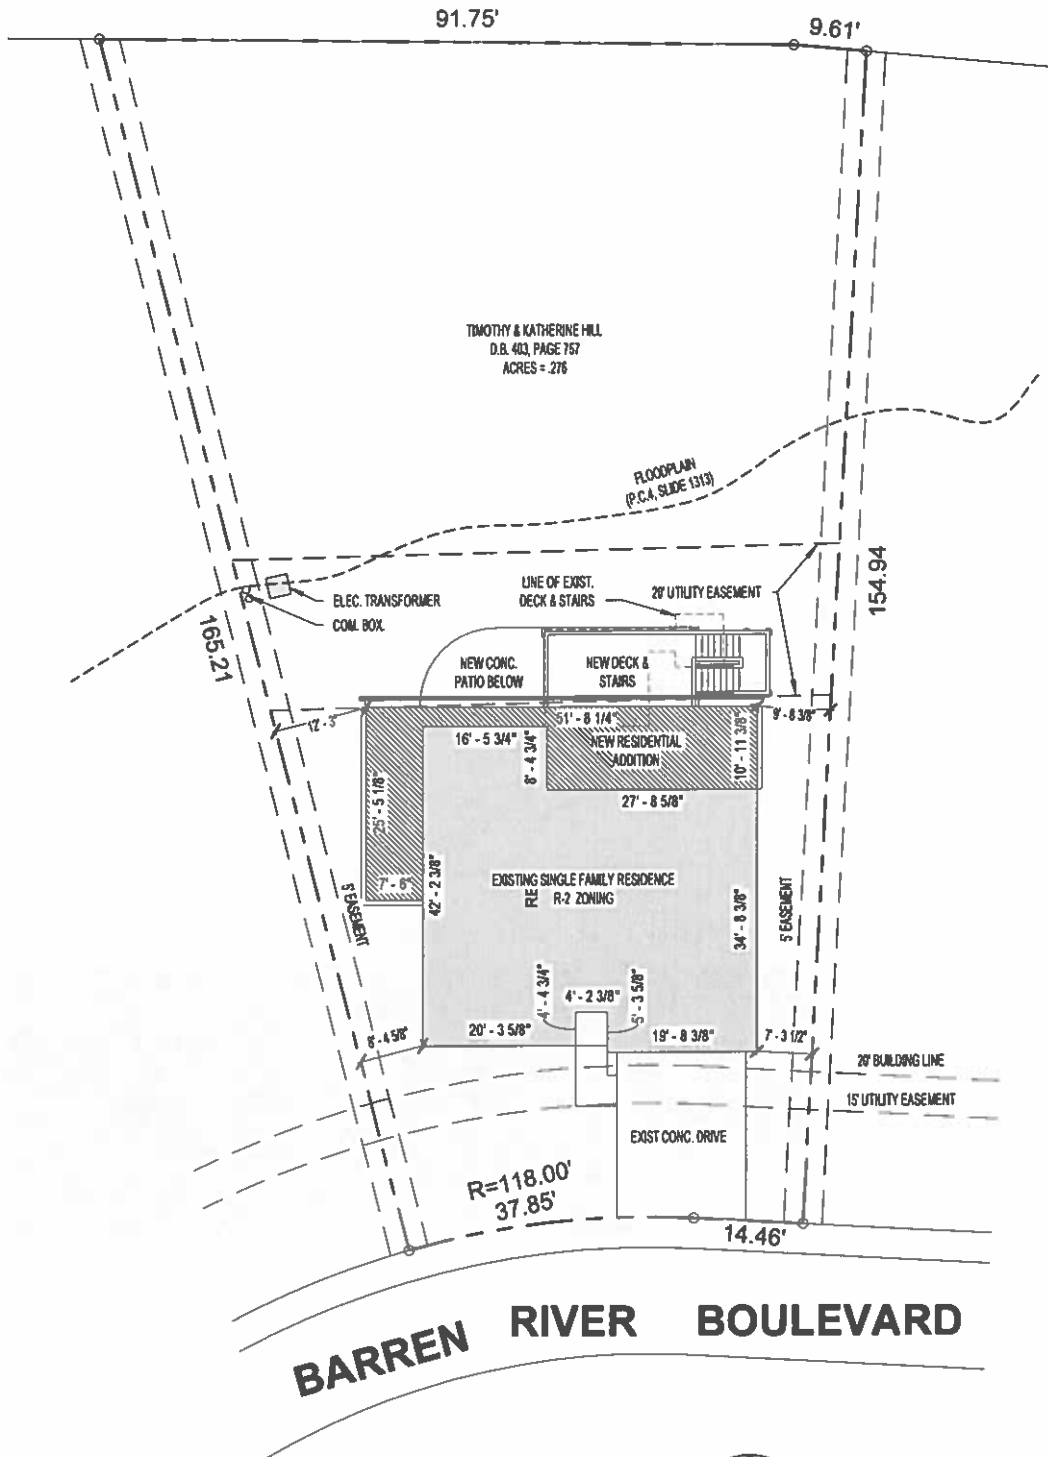 91.75'
9.61'
TIMOTHY & KATHERINE HILL
D.B. 403, PAGE 757
ACRES = .276
FLOODPLAIN
(P.C.4, SLIDE 1313)
154.94
165.21
ELEC. TRANSFORMER
COM. BOX.
LINE OF EXIST.
DECK & STAIRS
20' UTILITY EASEMENT
NEW CONC.
PATIO BELOW
NEW DECK &
STAIRS
12' - 3"
51' - 8 1/4"
9' - 8 3/8"
16' - 5 3/4"
8' - 4 3/4"
NEW RESIDENTIAL
ADDITION
10' - 11 3/8"
25' - 5 1/8"
27' - 8 5/8"
7' - 6"
42' - 2 3/8"
EXISTING SINGLE FAMILY RESIDENCE
RE
R-2 ZONING
34' - 8 3/8"
5' EASEMENT
5' EASEMENT
4' - 4 3/4"
4' - 2 3/8"
5' - 3 5/8"
8' - 4 5/8"
20' - 3 5/8"
19' - 8 3/8"
7' - 3 1/2"
20' BUILDING LINE
15' UTILITY EASEMENT
EXIST CONC. DRIVE
R=118.00'
37.85'
14.46'
BARREN RIVER BOULEVARD